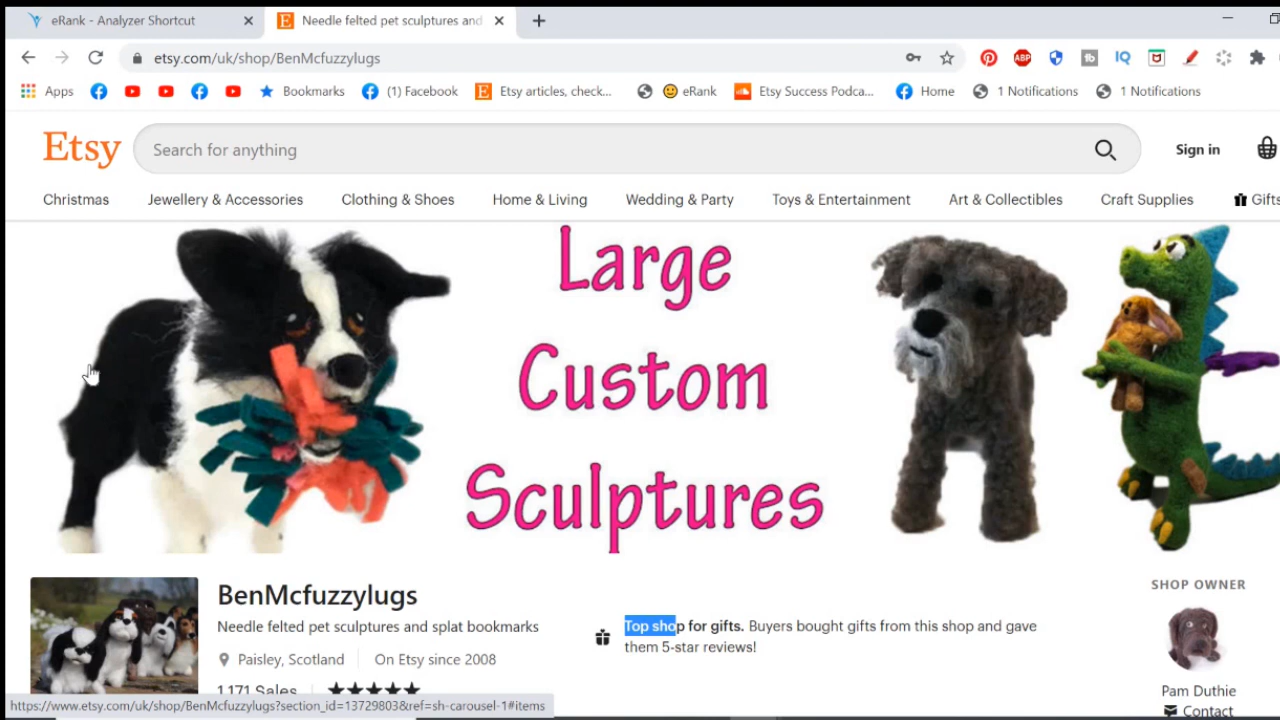 eRank - Analyzer Shortcut
Needle felted pet sculptures and
etsy.com/uk/shop/BenMcfuzzylugs
ABP
IQ
Apps
Bookmarks
(1) Facebook
Etsy articles, check...
eRank
Etsy Success Podca...
Home
1 Notifications
1 Notifications
Etsy
Search for anything
Sign in
Christmas
Jewellery & Accessories
Clothing & Shoes
Home & Living
Wedding & Party
Toys & Entertainment
Art & Collectibles
Craft Supplies
Gifts
Large
Custom
Sculptures
BenMcfuzzylugs
Needle felted pet sculptures and splat bookmarks
Paisley, Scotland
On Etsy since 2008
1,171 Sales
Top shop for gifts. Buyers bought gifts from this shop and gave
them 5-star reviews!
SHOP OWNER
Pam Duthie
Contact
https://www.etsy.com/uk/shop/BenMcfuzzylugs?section_id=13729803&ref=sh-carousel-1#items